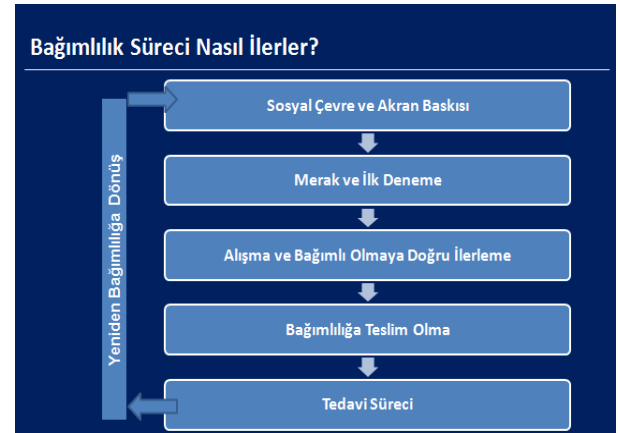 Bağımlılık Süreci Nasıl İlerler?
Sosyal Çevre ve Akran Baskısı
Merak ve İlk Deneme
Alışma ve Bağımlı Olmaya Doğru İlerleme
Bağımlılığa Teslim Olma
Tedavi Süreci
Yeniden Bağımlılığa Dönüş